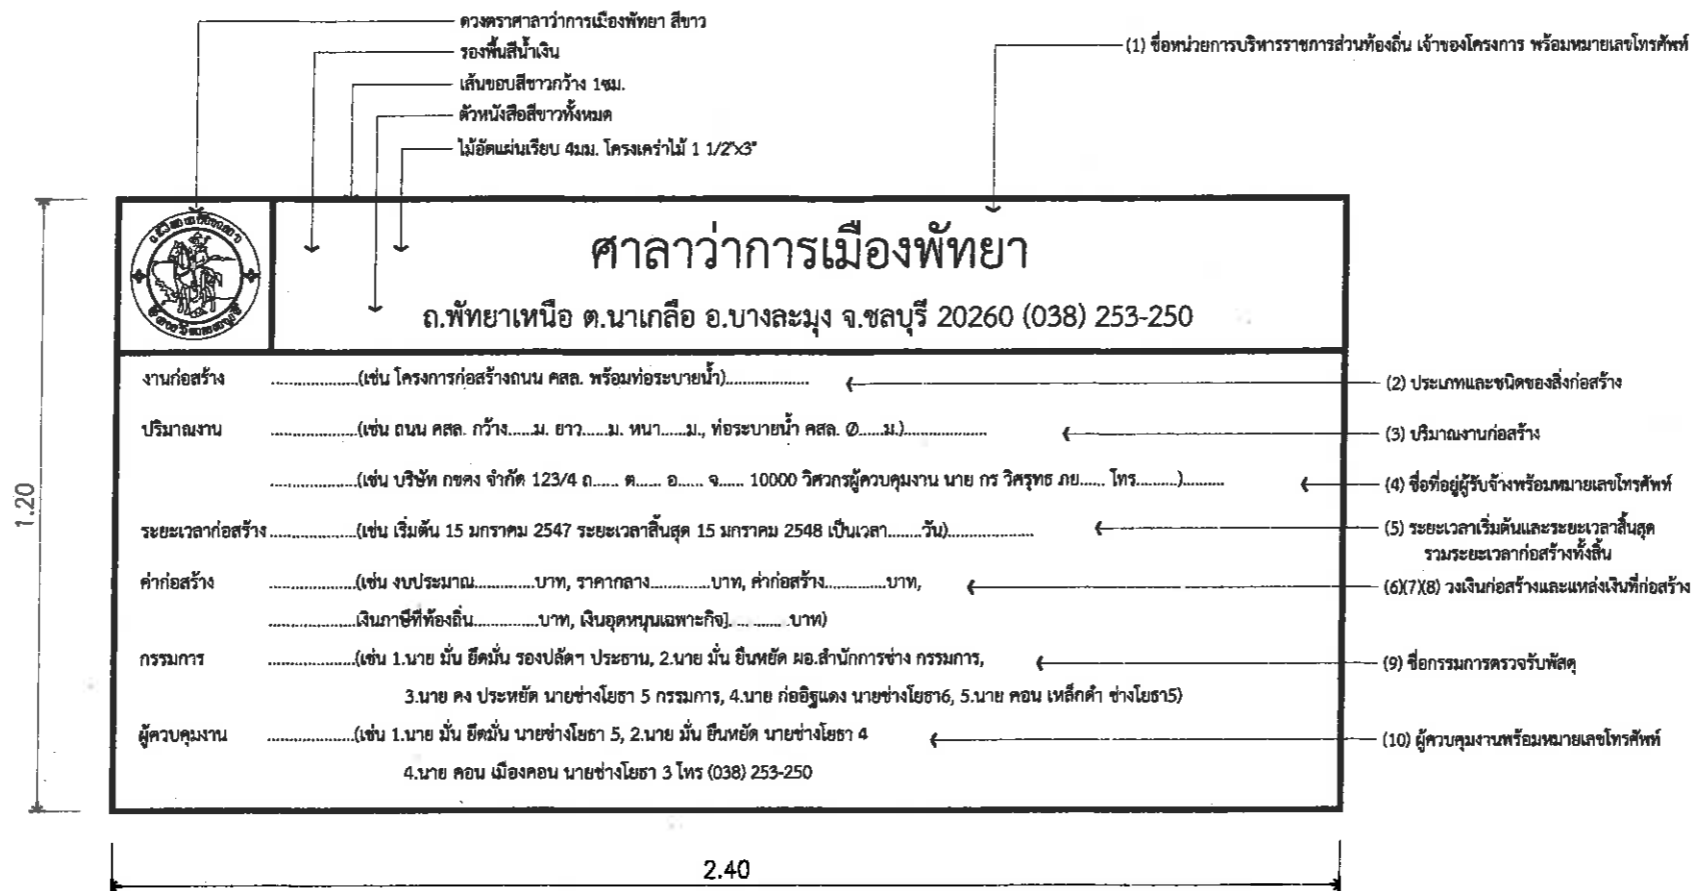 ดวงตราศาลาว่าการเมืองพัทยา สีขาว
รองพื้นสีน้ำเงิน
เส้นขอบสีขาวกว้าง 1ซม.
ตัวหนังสือสีขาวทั้งหมด
ไม้อัดแผ่นเรียบ 4มม. โครงเคร่าไม้ 1 1/2"x3"
(1) ชื่อหน่วยการบริหารราชการส่วนท้องถิ่น เจ้าของโครงการ พร้อมหมายเลขโทรศัพท์
ศาลาว่าการเมืองพัทยา
ถ.พัทยาเหนือ ต.นาเกลือ อ.บางละมุง จ.ชลบุรี 20260 (038) 253-250
งานก่อสร้าง ..................(เช่น โครงการก่อสร้างถนน คสล. พร้อมท่อระบายน้ำ).................. (2) ประเภทและชนิดของสิ่งก่อสร้าง
ปริมาณงาน ..................(เช่น ถนน คสล. กว้าง.....ม. ยาว.....ม. หนา.....ม., ท่อระบายน้ำ คสล. Ø.....ม.).................. (3) ปริมาณงานก่อสร้าง
..................(เช่น บริษัท กขคง จำกัด 123/4 ถ...... ต...... อ...... จ...... 10000 วิศวกรผู้ควบคุมงาน นาย กร วิศรุทธ ภย...... โทร.........)......... (4) ชื่อที่อยู่ผู้รับจ้างพร้อมหมายเลขโทรศัพท์
ระยะเวลาก่อสร้าง ..................(เช่น เริ่มต้น 15 มกราคม 2547 ระยะเวลาสิ้นสุด 15 มกราคม 2548 เป็นเวลา.......วัน).................. (5) ระยะเวลาเริ่มต้นและระยะเวลาสิ้นสุด
รวมระยะเวลาก่อสร้างทั้งสิ้น
ค่าก่อสร้าง ..................(เช่น งบประมาณ.............บาท, ราคากลาง.............บาท, ค่าก่อสร้าง.............บาท, (6)(7)(8) วงเงินก่อสร้างและแหล่งเงินที่ก่อสร้าง
..................เงินภาษีที่ท้องถิ่น..............บาท, เงินอุดหนุนเฉพาะกิจ]............. บาท)
กรรมการ ..................(เช่น 1.นาย มั่น ยึดมั่น รองปลัดฯ ประธาน, 2.นาย มั่น ยืนหยัด ผอ.สำนักการช่าง กรรมการ, (9) ชื่อกรรมการตรวจรับพัสดุ
3.นาย คง ประหยัด นายช่างโยธา 5 กรรมการ, 4.นาย ก่ออิฐแดง นายช่างโยธา6, 5.นาย คอน เหล็กดำ ช่างโยธา5)
ผู้ควบคุมงาน ..................(เช่น 1.นาย มั่น ยึดมั่น นายช่างโยธา 5, 2.นาย มั่น ยืนหยัด นายช่างโยธา 4 (10) ผู้ควบคุมงานพร้อมหมายเลขโทรศัพท์
4.นาย คอน เมืองคอน นายช่างโยธา 3 โทร (038) 253-250
1.20
2.40